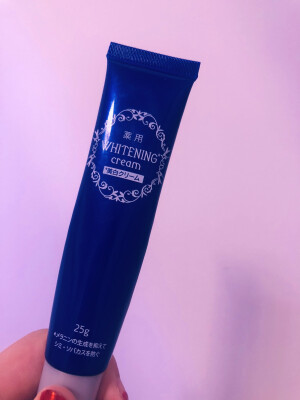 薬用
WHITENING
cream
*美白クリーム
25g
*メラニンの生成を抑えて
シミ・ソバカスを防ぐ